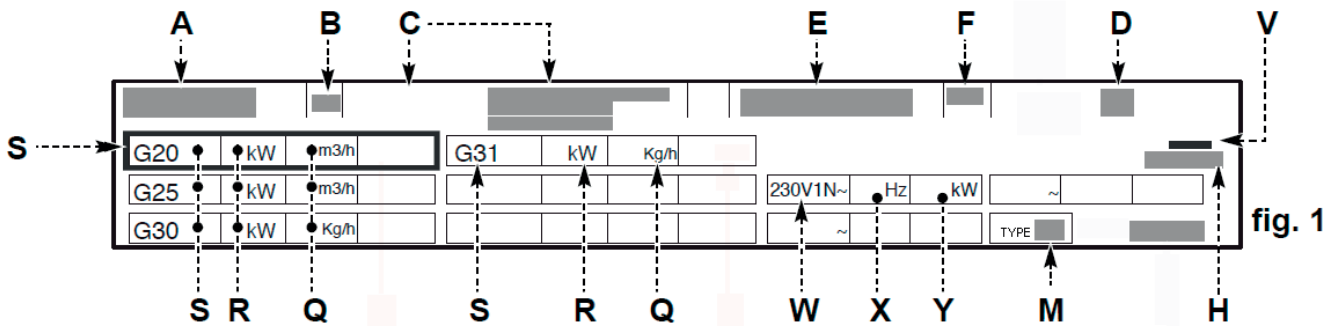 A B C E F D V
S G20 kW m3/h G31 kW Kg/h
G25 kW m3/h 230V1N~ Hz kW ~
G30 kW Kg/h ~ TYPE
fig. 1
S R Q S R Q W X Y M H